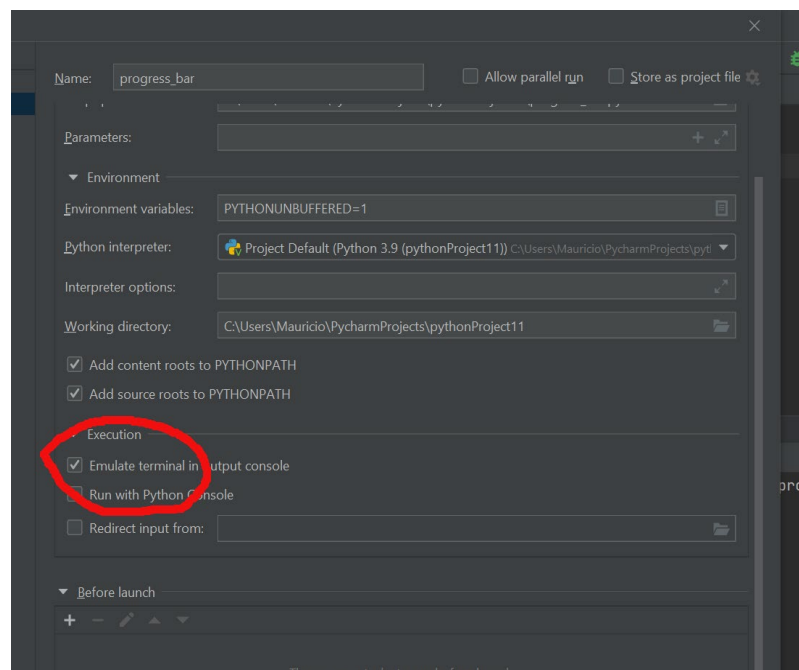 Name: progress_bar Allow parallel run Store as project file
Parameters:
Environment
Environment variables: PYTHONUNBUFFERED=1
Python interpreter: Project Default (Python 3.9 (pythonProject11)) C:\Users\Mauricio\PycharmProjects\pyt
Interpreter options:
Working directory: C:\Users\Mauricio\PycharmProjects\pythonProject11
Add content roots to PYTHONPATH
Add source roots to PYTHONPATH
Execution
Emulate terminal in output console
Run with Python Console
Redirect input from:
Before launch